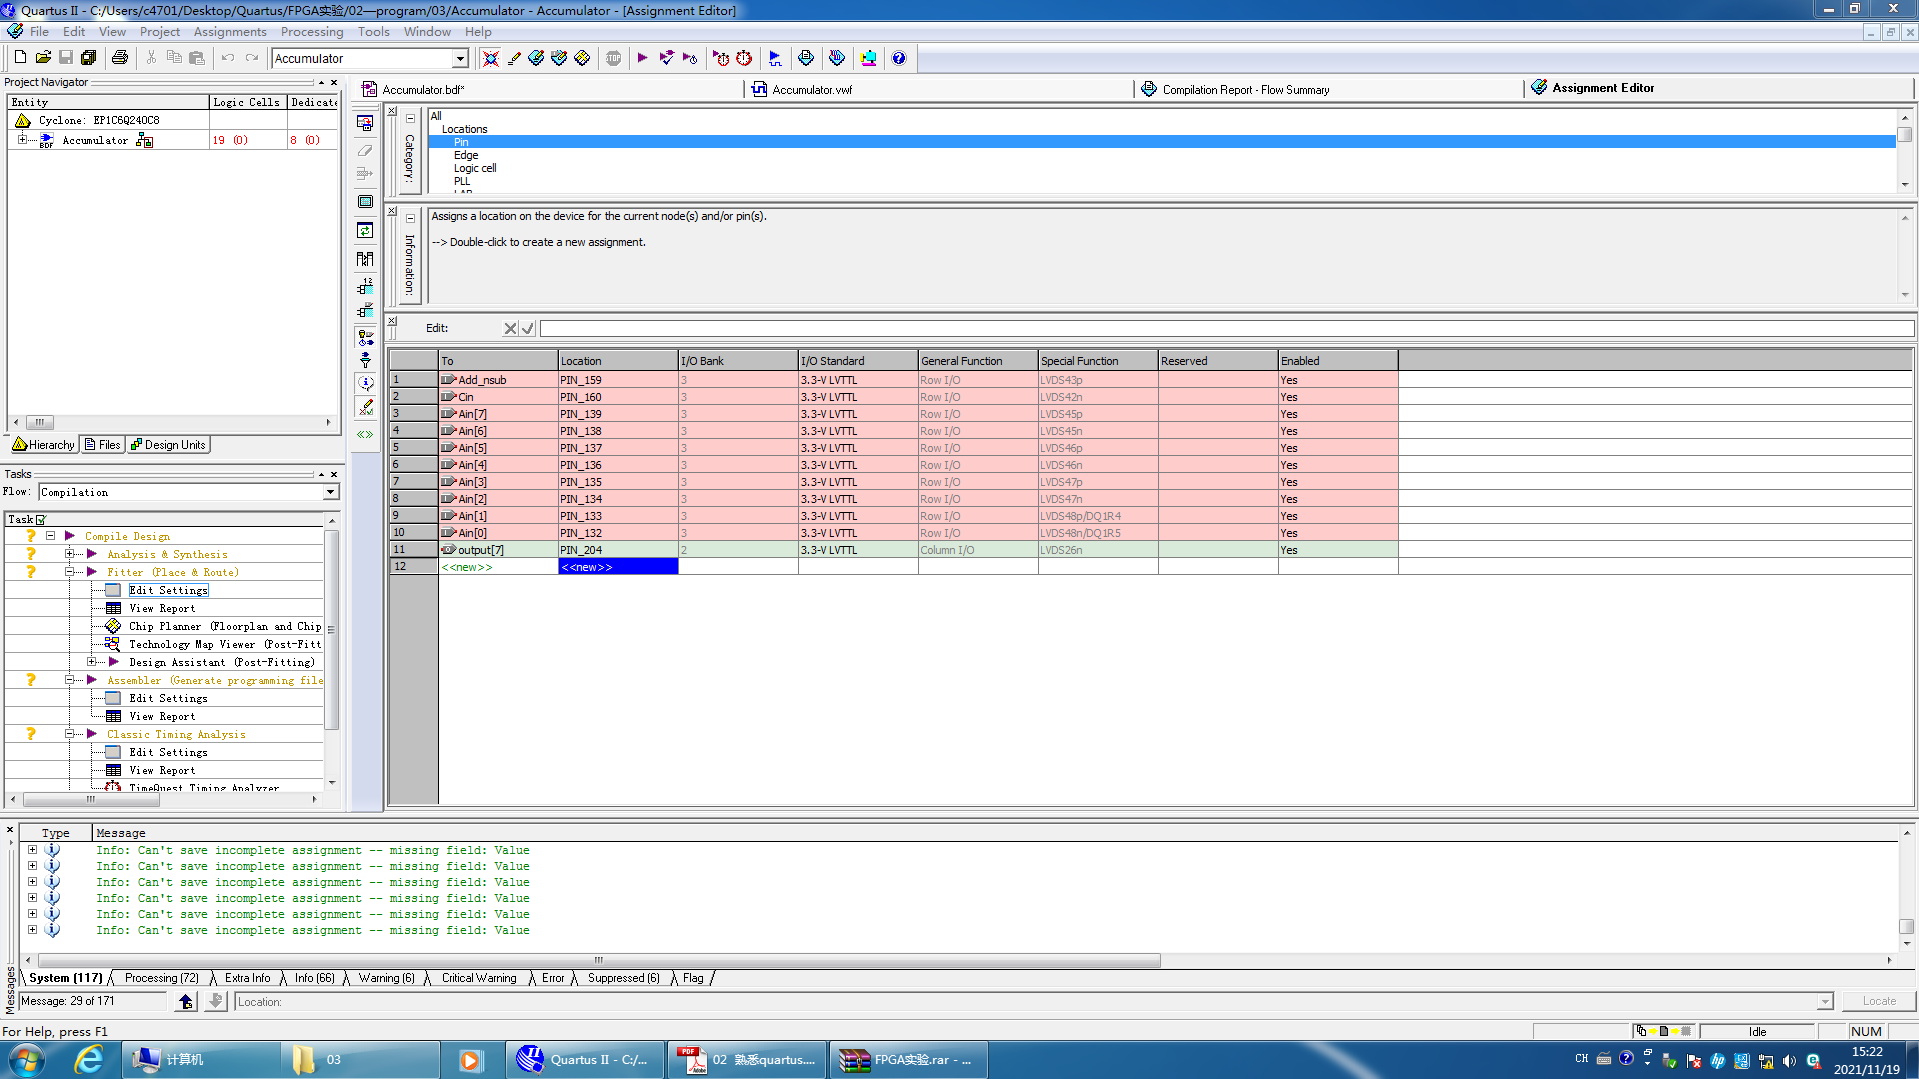 Quartus II - C:/Users/c4701/Desktop/Quartus/FPGA实验/02—program/03/Accumulator - Accumulator - [Assignment Editor]
File Edit View Project Assignments Processing Tools Window Help
Accumulator
Project Navigator
Entity Logic Cells Dedicate
Cyclone: EP1C6Q240C8
Accumulator 19 (0) 8 (0)
Hierarchy Files Design Units
Tasks
Flow: Compilation
Task
Compile Design
Analysis & Synthesis
Fitter (Place & Route)
Edit Settings
View Report
Chip Planner (Floorplan and Chip
Technology Map Viewer (Post-Fitt
Design Assistant (Post-Fitting)
Assembler (Generate programming file
Edit Settings
View Report
Classic Timing Analysis
Edit Settings
View Report
TimeQuest Timing Analyzer
Accumulator.bdf* Accumulator.vwf Compilation Report - Flow Summary Assignment Editor
Category:
All
Locations
Pin
Edge
Logic cell
PLL
LAB
Information:
Assigns a location on the device for the current node(s) and/or pin(s).
--> Double-click to create a new assignment.
Edit:
To Location I/O Bank I/O Standard General Function Special Function Reserved Enabled
1 Add_nsub PIN_159 3 3.3-V LVTTL Row I/O LVDS43p Yes
2 Cin PIN_160 3 3.3-V LVTTL Row I/O LVDS42n Yes
3 Ain[7] PIN_139 3 3.3-V LVTTL Row I/O LVDS45p Yes
4 Ain[6] PIN_138 3 3.3-V LVTTL Row I/O LVDS45n Yes
5 Ain[5] PIN_137 3 3.3-V LVTTL Row I/O LVDS46p Yes
6 Ain[4] PIN_136 3 3.3-V LVTTL Row I/O LVDS46n Yes
7 Ain[3] PIN_135 3 3.3-V LVTTL Row I/O LVDS47p Yes
8 Ain[2] PIN_134 3 3.3-V LVTTL Row I/O LVDS47n Yes
9 Ain[1] PIN_133 3 3.3-V LVTTL Row I/O LVDS48p/DQ1R4 Yes
10 Ain[0] PIN_132 3 3.3-V LVTTL Row I/O LVDS48n/DQ1R5 Yes
11 output[7] PIN_204 2 3.3-V LVTTL Column I/O LVDS26n Yes
12 <<new>> <<new>>
Type Message
Info: Can't save incomplete assignment -- missing field: Value
Info: Can't save incomplete assignment -- missing field: Value
Info: Can't save incomplete assignment -- missing field: Value
Info: Can't save incomplete assignment -- missing field: Value
Info: Can't save incomplete assignment -- missing field: Value
Info: Can't save incomplete assignment -- missing field: Value
System (117) Processing (72) Extra Info Info (66) Warning (6) Critical Warning Error Suppressed (6) Flag
Messages
Message: 29 of 171 Location: Locate
For Help, press F1 Idle NUM
计算机 03 Quartus II - C:/... 02 熟悉quartus.... FPGA实验.rar - ... CH 15:22
2021/11/19